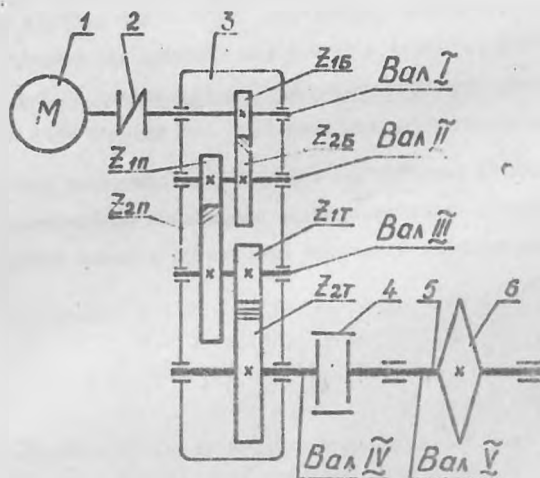 1
2
3
Z1Б
Вал I
М
Z1п
Z2Б
Вал II
Z2п
Z1Т
Вал III
Z2Т
4
5
6
Вал IV
Вал V